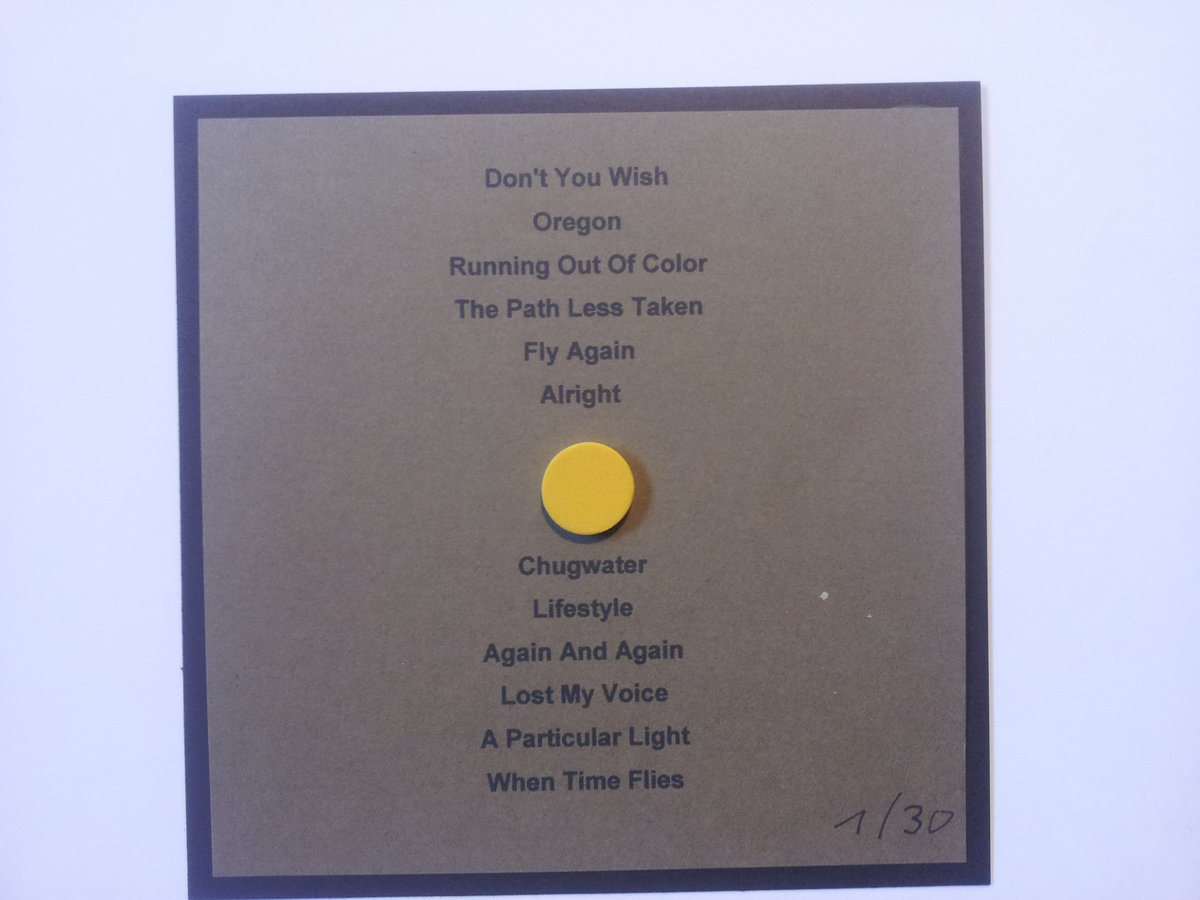 Don't You Wish
Oregon
Running Out Of Color
The Path Less Taken
Fly Again
Alright
Chugwater
Lifestyle
Again And Again
Lost My Voice
A Particular Light
When Time Flies
1/30